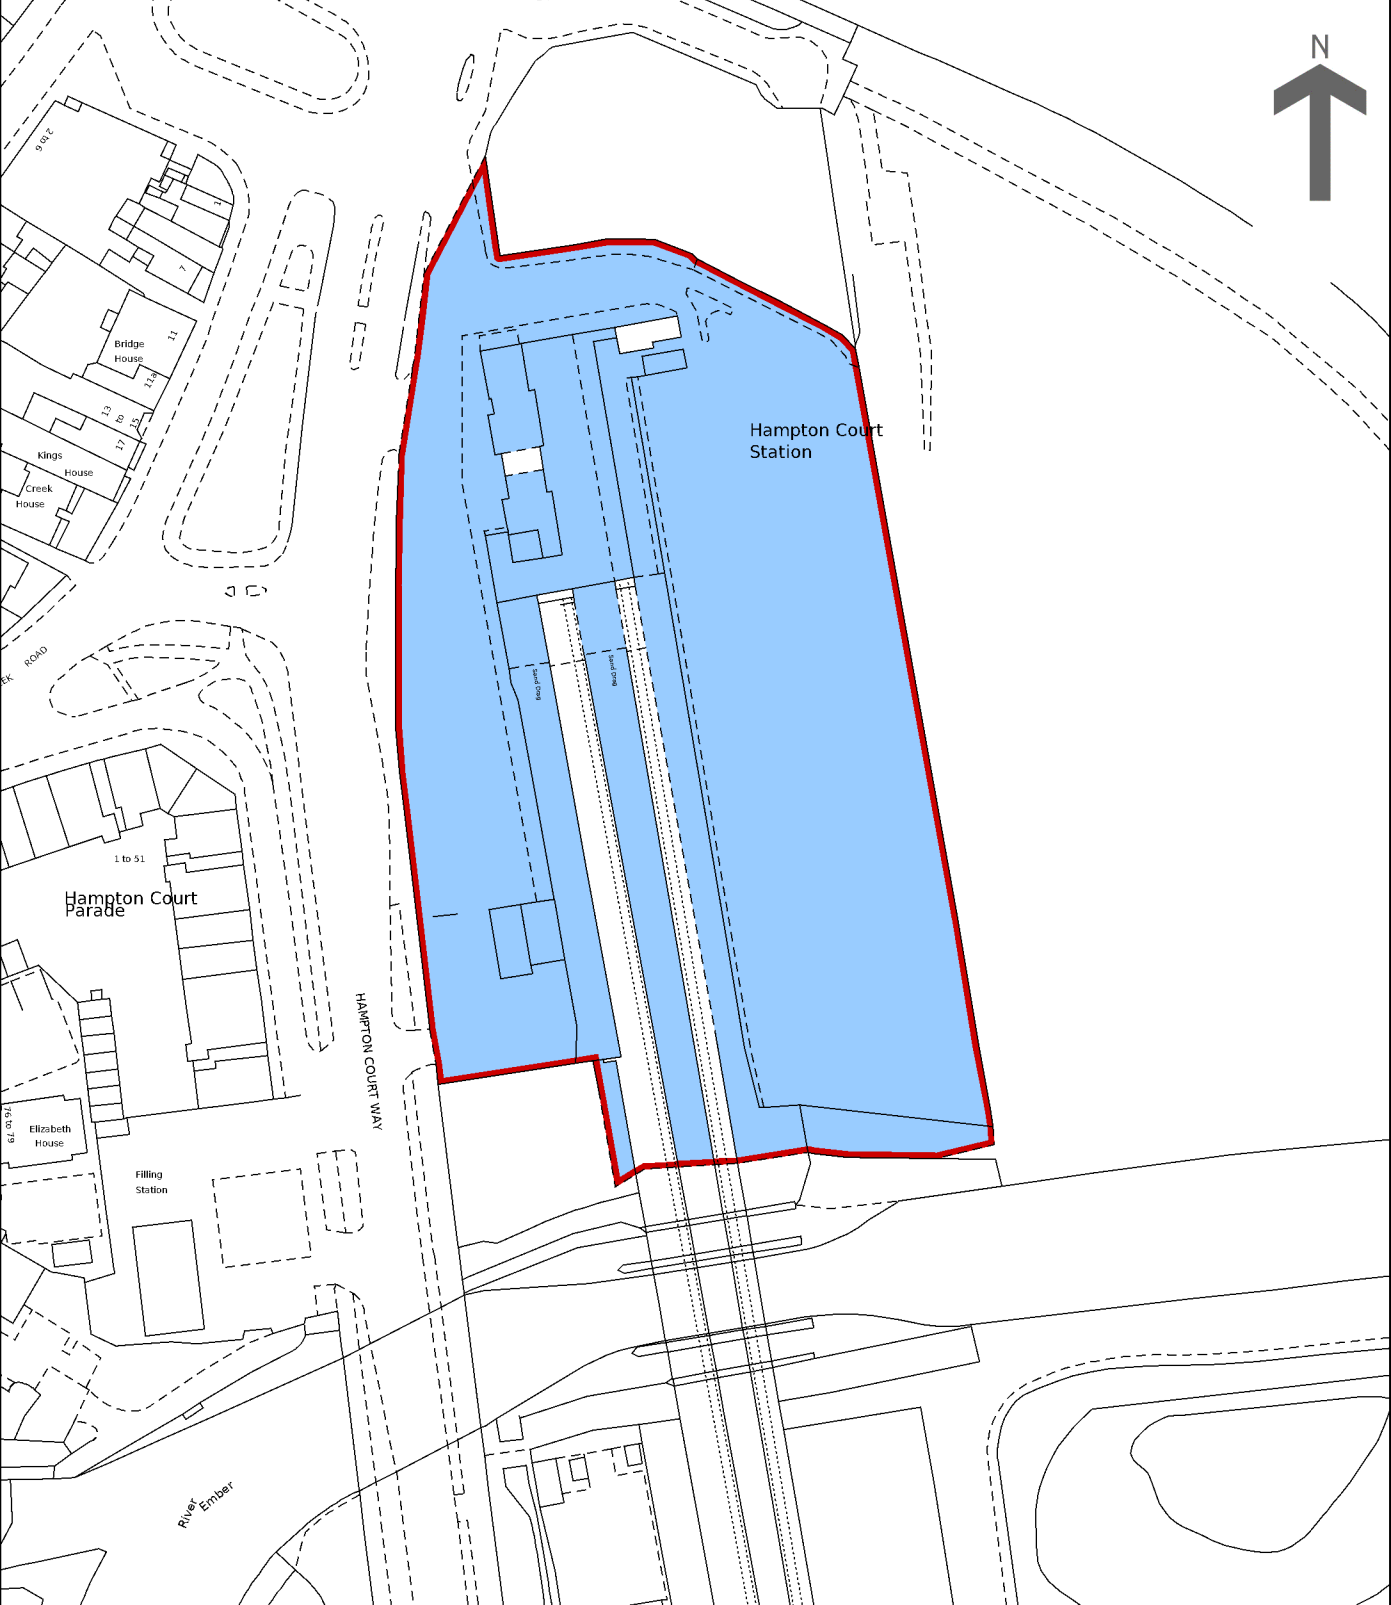 N
2 to 6
1
7
11
Bridge
House
11a
13
to
15
17
Kings
House
Creek
House
Hampton Court
Station
ROAD
EK
Sand Drag
Sand Drag
1 to 51
Hampton Court
Parade
HAMPTON COURT WAY
76 to 79
Elizabeth
House
Filling
Station
River
Ember